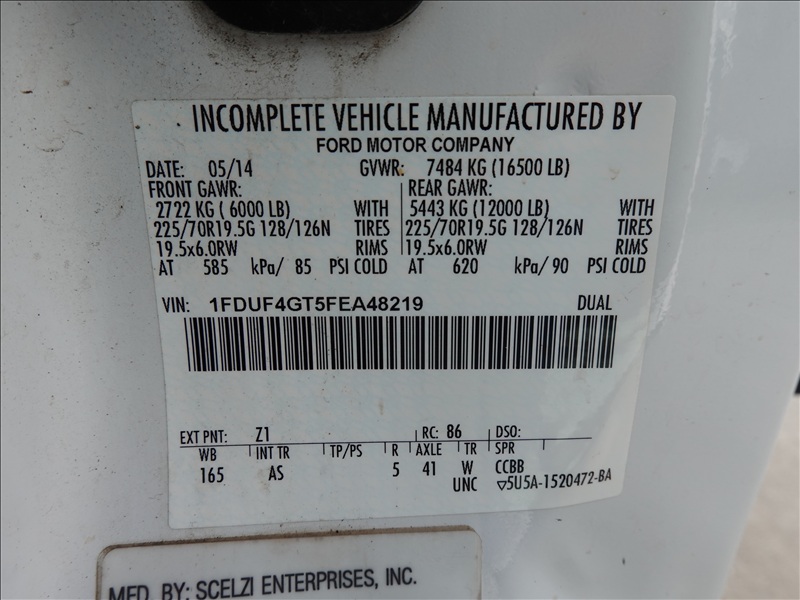 INCOMPLETE VEHICLE MANUFACTURED BY
FORD MOTOR COMPANY
DATE: 05/14 GVWR: 7484 KG (16500 LB)
FRONT GAWR: REAR GAWR:
2722 KG ( 6000 LB) WITH 5443 KG (12000 LB) WITH
225/70R19.5G 128/126N TIRES 225/70R19.5G 128/126N TIRES
19.5x6.0RW RIMS 19.5x6.0RW RIMS
AT 585 kPa/ 85 PSI COLD AT 620 kPa/ 90 PSI COLD
VIN: 1FDUF4GT5FEA48219 DUAL
EXT PNT: Z1 RC: 86 DSO:
WB INT TR TP/PS R AXLE TR SPR
165 AS 5 41 W CCBB
UNC ▽5U5A-1520472-BA
MFD. BY: SCELZI ENTERPRISES, INC.